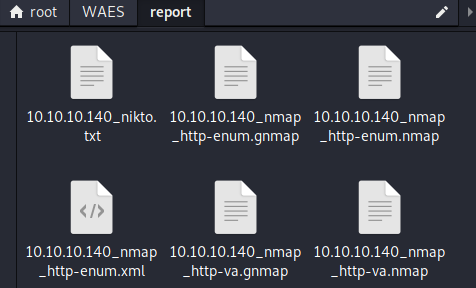 root WAES report
10.10.10.140_nikto. 10.10.10.140_nmap 10.10.10.140_nmap
txt _http-enum.gnmap _http-enum.nmap
10.10.10.140_nmap 10.10.10.140_nmap 10.10.10.140_nmap
_http-enum.xml _http-va.gnmap _http-va.nmap